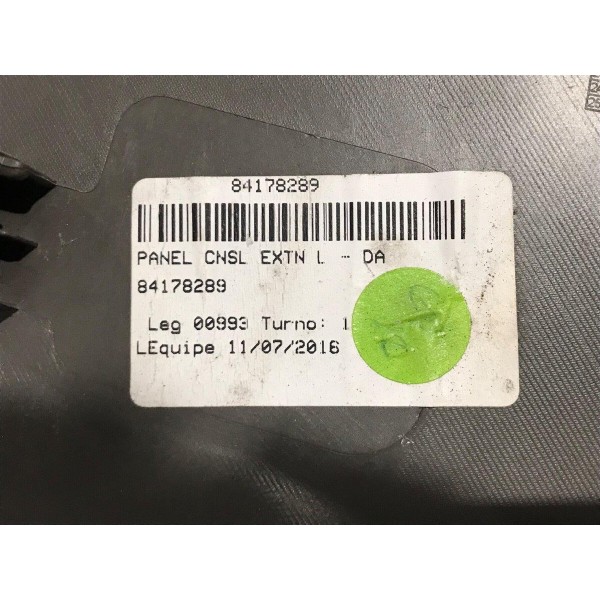 84178289
PANEL CNSL EXTN L - DA
84178289
Leg 00993 Turno: 1
LEquipe 11/07/2016